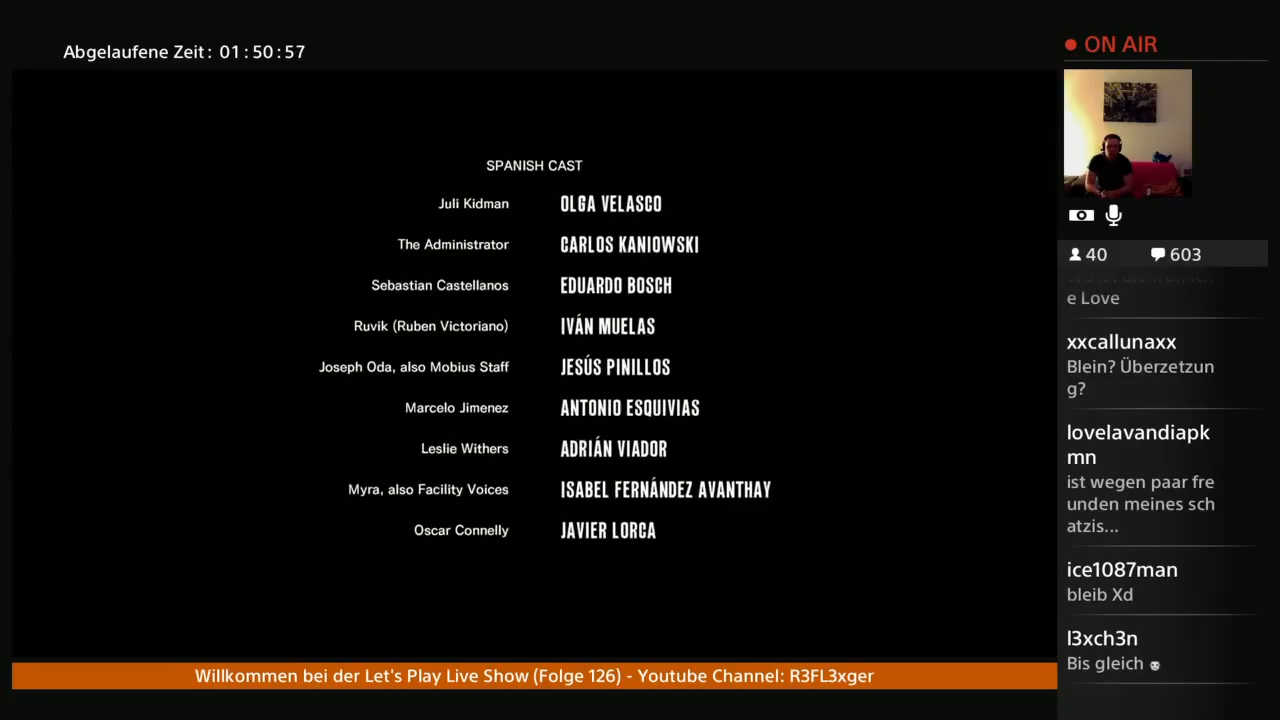 Abgelaufene Zeit: 01:50:57
SPANISH CAST
Juli Kidman OLGA VELASCO
The Administrator CARLOS KANIOWSKI
Sebastian Castellanos EDUARDO BOSCH
Ruvik (Ruben Victoriano) IVÁN MUELAS
Joseph Oda, also Mobius Staff JESÚS PINILLOS
Marcelo Jimenez ANTONIO ESQUIVIAS
Leslie Withers ADRIÁN VIADOR
Myra, also Facility Voices ISABEL FERNÁNDEZ AVANTHAY
Oscar Connelly JAVIER LORCA
Willkommen bei der Let's Play Live Show (Folge 126) - Youtube Channel: R3FL3xger
ON AIR
40 603
e Love
xxcallunaxx
Blein? Überzetzun
g?
lovelavandiapk
mn
ist wegen paar fre
unden meines sch
atzis...
ice1087man
bleib Xd
l3xch3n
Bis gleich